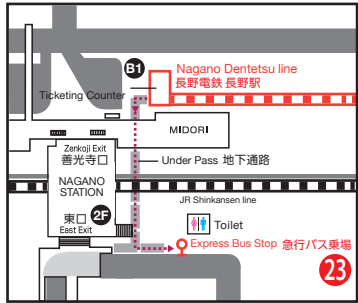 B1
Nagano Dentetsu line
長野電鉄 長野駅
Ticketing Counter
MIDORI
Zenkoji Exit
善光寺口
Under Pass 地下通路
NAGANO
STATION
JR Shinkansen line
東口
2F
East Exit
Toilet
Express Bus Stop 急行バス乗場
23